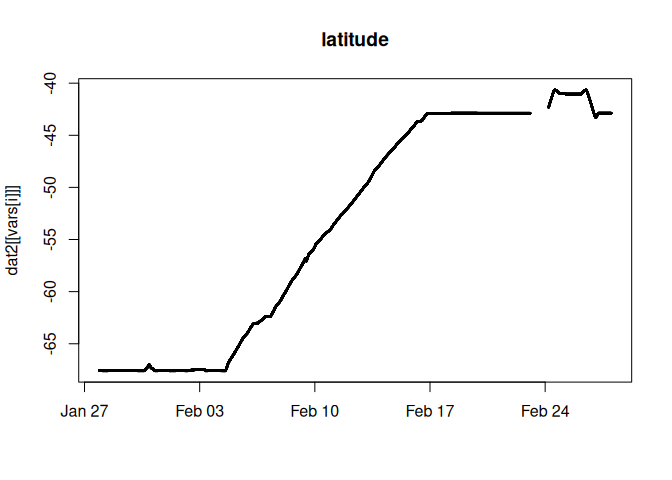 latitude
dat2[[vars[i]]]
-40
-45
-50
-55
-60
-65
Jan 27
Feb 03
Feb 10
Feb 17
Feb 24